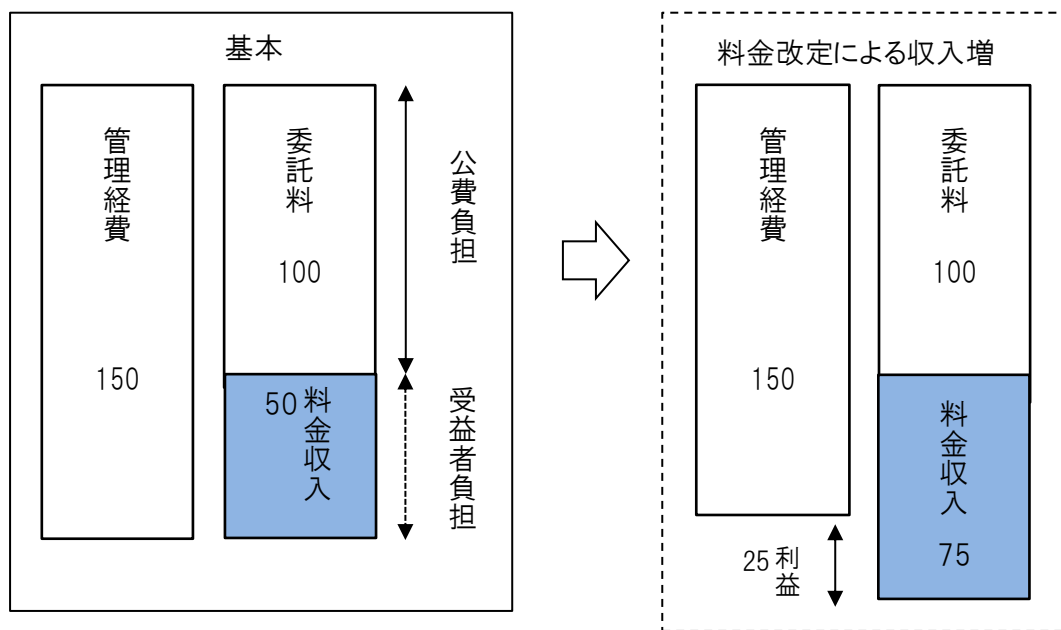 基本
管理経費
150
委託料
100
公費負担
50
料金収入
受益者負担
料金改定による収入増
管理経費
150
委託料
100
料金収入
75
25
利益